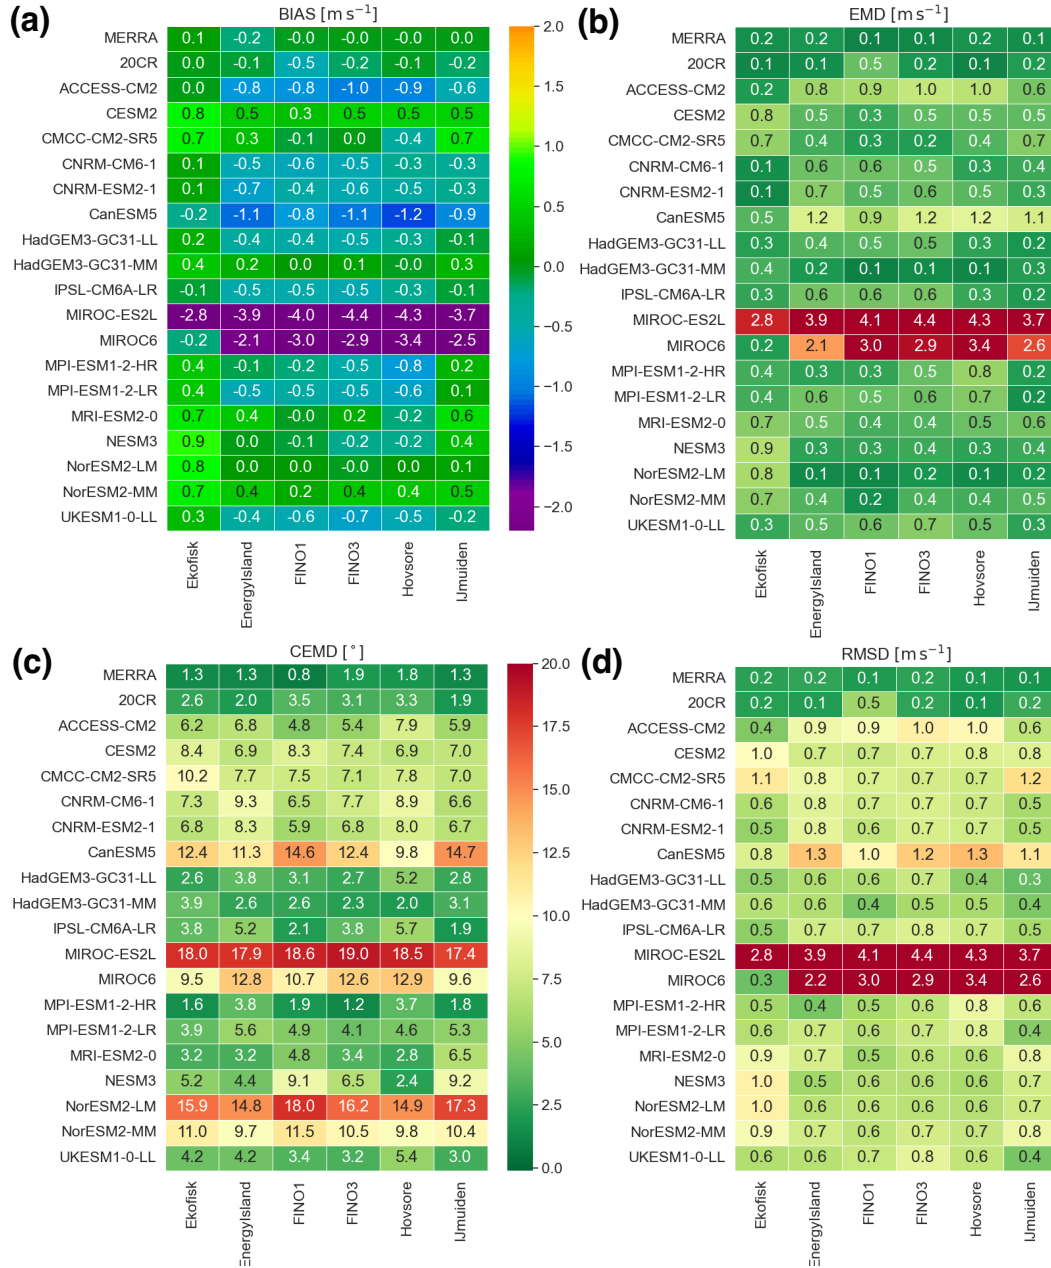 (a)
BIAS [m s⁻¹]
MERRA 0.1 -0.2 -0.0 -0.0 -0.0 0.0
20CR 0.0 -0.1 -0.5 -0.2 -0.1 -0.2
ACCESS-CM2 0.0 -0.8 -0.8 -1.0 -0.9 -0.6
CESM2 0.8 0.5 0.3 0.5 0.5 0.5
CMCC-CM2-SR5 0.7 0.3 -0.1 0.0 -0.4 0.7
CNRM-CM6-1 0.1 -0.5 -0.6 -0.5 -0.3 -0.3
CNRM-ESM2-1 0.1 -0.7 -0.4 -0.6 -0.5 -0.3
CanESM5 -0.2 -1.1 -0.8 -1.1 -1.2 -0.9
HadGEM3-GC31-LL 0.2 -0.4 -0.4 -0.5 -0.3 -0.1
HadGEM3-GC31-MM 0.4 0.2 0.0 0.1 -0.0 0.3
IPSL-CM6A-LR -0.1 -0.5 -0.5 -0.5 -0.3 -0.1
MIROC-ES2L -2.8 -3.9 -4.0 -4.4 -4.3 -3.7
MIROC6 -0.2 -2.1 -3.0 -2.9 -3.4 -2.5
MPI-ESM1-2-HR 0.4 -0.1 -0.2 -0.5 -0.8 0.2
MPI-ESM1-2-LR 0.4 -0.5 -0.5 -0.5 -0.6 0.1
MRI-ESM2-0 0.7 0.4 -0.0 0.2 -0.2 0.6
NESM3 0.9 0.0 -0.1 -0.2 -0.2 0.4
NorESM2-LM 0.8 0.0 0.0 -0.0 0.0 0.1
NorESM2-MM 0.7 0.4 0.2 0.4 0.4 0.5
UKESM1-0-LL 0.3 -0.4 -0.6 -0.7 -0.5 -0.2
Ekofisk EnergyIsland FINO1 FINO3 Hovsore IJmuiden
2.0
1.5
1.0
0.5
0.0
−0.5
−1.0
−1.5
−2.0
(b)
EMD [m s⁻¹]
MERRA 0.2 0.2 0.1 0.1 0.2 0.1
20CR 0.1 0.1 0.5 0.2 0.1 0.2
ACCESS-CM2 0.2 0.8 0.9 1.0 1.0 0.6
CESM2 0.8 0.5 0.3 0.5 0.5 0.5
CMCC-CM2-SR5 0.7 0.4 0.3 0.2 0.4 0.7
CNRM-CM6-1 0.1 0.6 0.6 0.5 0.3 0.4
CNRM-ESM2-1 0.1 0.7 0.5 0.6 0.5 0.3
CanESM5 0.5 1.2 0.9 1.2 1.2 1.1
HadGEM3-GC31-LL 0.3 0.4 0.5 0.5 0.3 0.2
HadGEM3-GC31-MM 0.4 0.2 0.1 0.1 0.1 0.3
IPSL-CM6A-LR 0.3 0.6 0.6 0.6 0.3 0.2
MIROC-ES2L 2.8 3.9 4.1 4.4 4.3 3.7
MIROC6 0.2 2.1 3.0 2.9 3.4 2.6
MPI-ESM1-2-HR 0.4 0.3 0.3 0.5 0.8 0.2
MPI-ESM1-2-LR 0.4 0.6 0.5 0.6 0.7 0.2
MRI-ESM2-0 0.7 0.5 0.4 0.4 0.5 0.6
NESM3 0.9 0.3 0.3 0.3 0.3 0.4
NorESM2-LM 0.8 0.1 0.1 0.2 0.1 0.2
NorESM2-MM 0.7 0.4 0.2 0.4 0.4 0.5
UKESM1-0-LL 0.3 0.5 0.6 0.7 0.5 0.3
Ekofisk EnergyIsland FINO1 FINO3 Hovsore IJmuiden
(c)
CEMD [°]
MERRA 1.3 1.3 0.8 1.9 1.8 1.3
20CR 2.6 2.0 3.5 3.1 3.3 1.9
ACCESS-CM2 6.2 6.8 4.8 5.4 7.9 5.9
CESM2 8.4 6.9 8.3 7.4 6.9 7.0
CMCC-CM2-SR5 10.2 7.7 7.5 7.1 7.8 7.0
CNRM-CM6-1 7.3 9.3 6.5 7.7 8.9 6.6
CNRM-ESM2-1 6.8 8.3 5.9 6.8 8.0 6.7
CanESM5 12.4 11.3 14.6 12.4 9.8 14.7
HadGEM3-GC31-LL 2.6 3.8 3.1 2.7 5.2 2.8
HadGEM3-GC31-MM 3.9 2.6 2.6 2.3 2.0 3.1
IPSL-CM6A-LR 3.8 5.2 2.1 3.8 5.7 1.9
MIROC-ES2L 18.0 17.9 18.6 19.0 18.5 17.4
MIROC6 9.5 12.8 10.7 12.6 12.9 9.6
MPI-ESM1-2-HR 1.6 3.8 1.9 1.2 3.7 1.8
MPI-ESM1-2-LR 3.9 5.6 4.9 4.1 4.6 5.3
MRI-ESM2-0 3.2 3.2 4.8 3.4 2.8 6.5
NESM3 5.2 4.4 9.1 6.5 2.4 9.2
NorESM2-LM 15.9 14.8 18.0 16.2 14.9 17.3
NorESM2-MM 11.0 9.7 11.5 10.5 9.8 10.4
UKESM1-0-LL 4.2 4.2 3.4 3.2 5.4 3.0
Ekofisk EnergyIsland FINO1 FINO3 Hovsore IJmuiden
20.0
17.5
15.0
12.5
10.0
7.5
5.0
2.5
0.0
(d)
RMSD [m s⁻¹]
MERRA 0.2 0.2 0.1 0.2 0.1 0.1
20CR 0.2 0.1 0.5 0.2 0.1 0.2
ACCESS-CM2 0.4 0.9 0.9 1.0 1.0 0.6
CESM2 1.0 0.7 0.7 0.7 0.8 0.8
CMCC-CM2-SR5 1.1 0.8 0.7 0.7 0.7 1.2
CNRM-CM6-1 0.6 0.8 0.7 0.7 0.7 0.5
CNRM-ESM2-1 0.5 0.8 0.6 0.7 0.7 0.5
CanESM5 0.8 1.3 1.0 1.2 1.3 1.1
HadGEM3-GC31-LL 0.5 0.6 0.6 0.7 0.4 0.3
HadGEM3-GC31-MM 0.6 0.6 0.4 0.5 0.5 0.4
IPSL-CM6A-LR 0.5 0.7 0.7 0.8 0.7 0.5
MIROC-ES2L 2.8 3.9 4.1 4.4 4.3 3.7
MIROC6 0.3 2.2 3.0 2.9 3.4 2.6
MPI-ESM1-2-HR 0.5 0.4 0.5 0.6 0.8 0.6
MPI-ESM1-2-LR 0.6 0.7 0.6 0.7 0.8 0.4
MRI-ESM2-0 0.9 0.7 0.5 0.6 0.6 0.8
NESM3 1.0 0.5 0.6 0.6 0.6 0.7
NorESM2-LM 1.0 0.6 0.6 0.6 0.6 0.7
NorESM2-MM 0.9 0.7 0.6 0.7 0.7 0.8
UKESM1-0-LL 0.6 0.6 0.7 0.8 0.6 0.4
Ekofisk EnergyIsland FINO1 FINO3 Hovsore IJmuiden